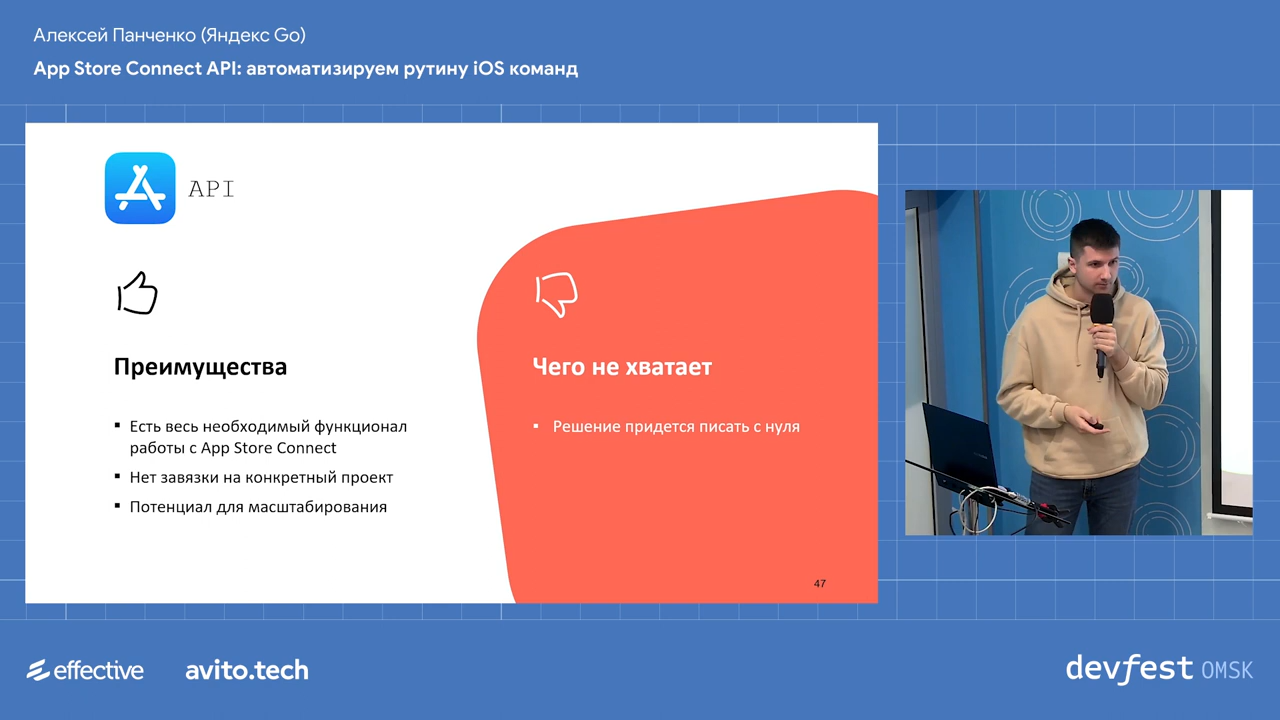 Алексей Панченко (Яндекс Go)
App Store Connect API: автоматизируем рутину iOS команд
API
Преимущества
▪ Есть весь необходимый функционал
работы с App Store Connect
▪ Нет завязки на конкретный проект
▪ Потенциал для масштабирования
Чего не хватает
▪ Решение придется писать с нуля
47
effective
avito.tech
devfest OMSK